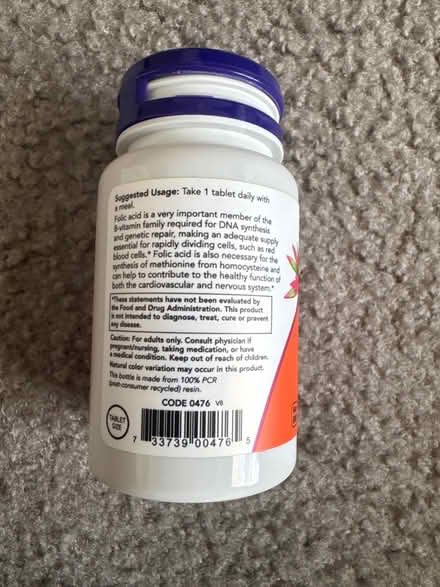 Suggested Usage: Take 1 tablet daily with
a meal.
Folic acid is a very important member of the
B-vitamin family required for DNA synthesis
and genetic repair, making an adequate supply
essential for rapidly dividing cells, such as red
blood cells.* Folic acid is also necessary for the
synthesis of methionine from homocysteine and
can help to contribute to the healthy function of
both the cardiovascular and nervous system.*
*These statements have not been evaluated by
the Food and Drug Administration. This product
is not intended to diagnose, treat, cure or prevent
any disease.
Caution: For adults only. Consult physician if
pregnant/nursing, taking medication, or have
a medical condition. Keep out of reach of children.
Natural color variation may occur in this product.
This bottle is made from 100% PCR
(post-consumer recycled) resin.
CODE 0476 V8
TABLET
SIZE
7 33739 00476 5